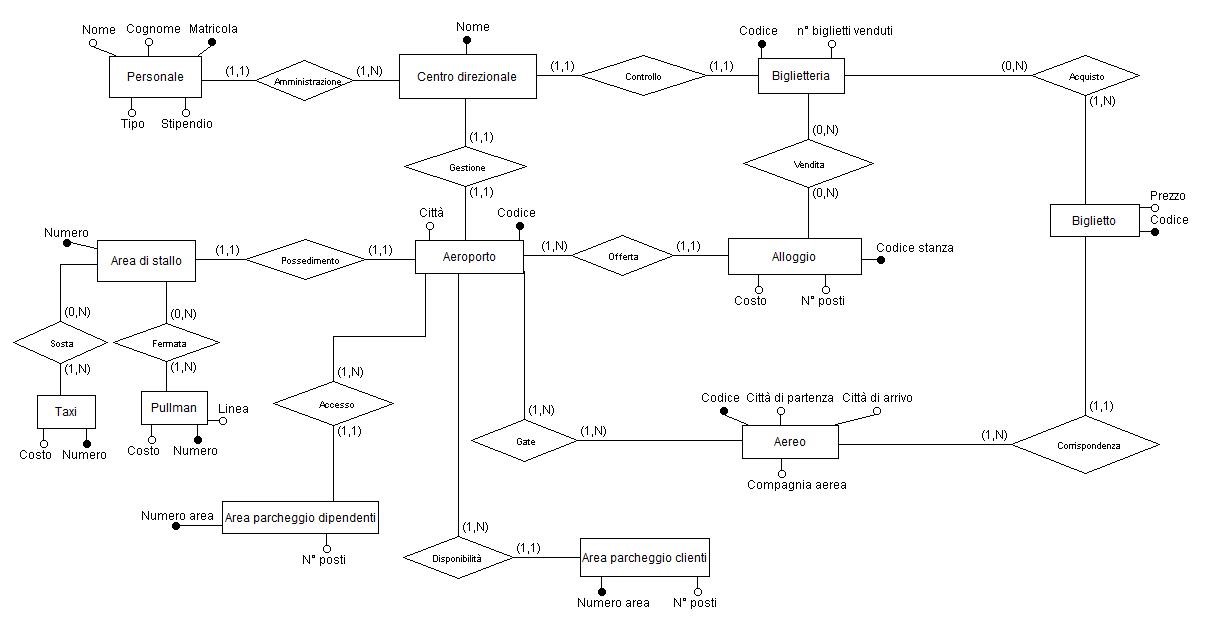 Nome Cognome Matricola
Personale
Tipo Stipendio
(1,1) Amministrazione (1,N)
Nome
Centro direzionale
(1,1) Controllo (1,1)
Codice n° biglietti venduti
Biglietteria
(0,N) Acquisto
(1,N)
(1,1)
Gestione
(1,1)
(0,N)
Vendita
(0,N)
Prezzo
Biglietto
Codice
Numero
Area di stallo
(1,1) Possedimento (1,1)
Città Codice
Aeroporto
(1,N) Offerta (1,1)
Alloggio
Codice stanza
Costo N° posti
(0,N)
Sosta
(1,N)
Taxi
Costo Numero
(0,N)
Fermata
(1,N)
Pullman
Linea
Costo Numero
(1,N)
Accesso
(1,1)
Numero area
Area parcheggio dipendenti
N° posti
(1,N)
Gate
(1,N)
Codice Città di partenza Città di arrivo
Aereo
Compagnia aerea
(1,N)
(1,1)
Corrispondenza
(1,N)
Disponibilità
(1,1)
Area parcheggio clienti
Numero area N° posti